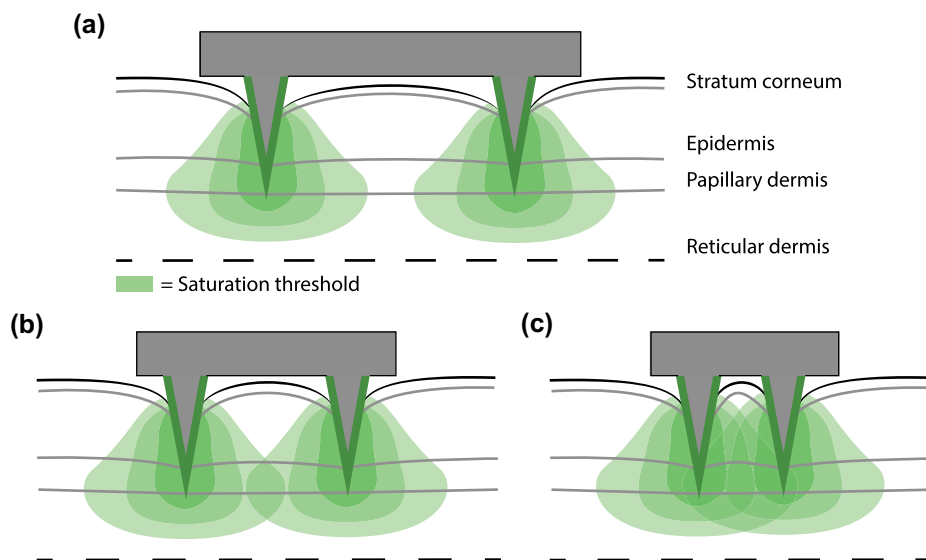 (a)
Stratum corneum
Epidermis
Papillary dermis
Reticular dermis
= Saturation threshold
(b)
(c)